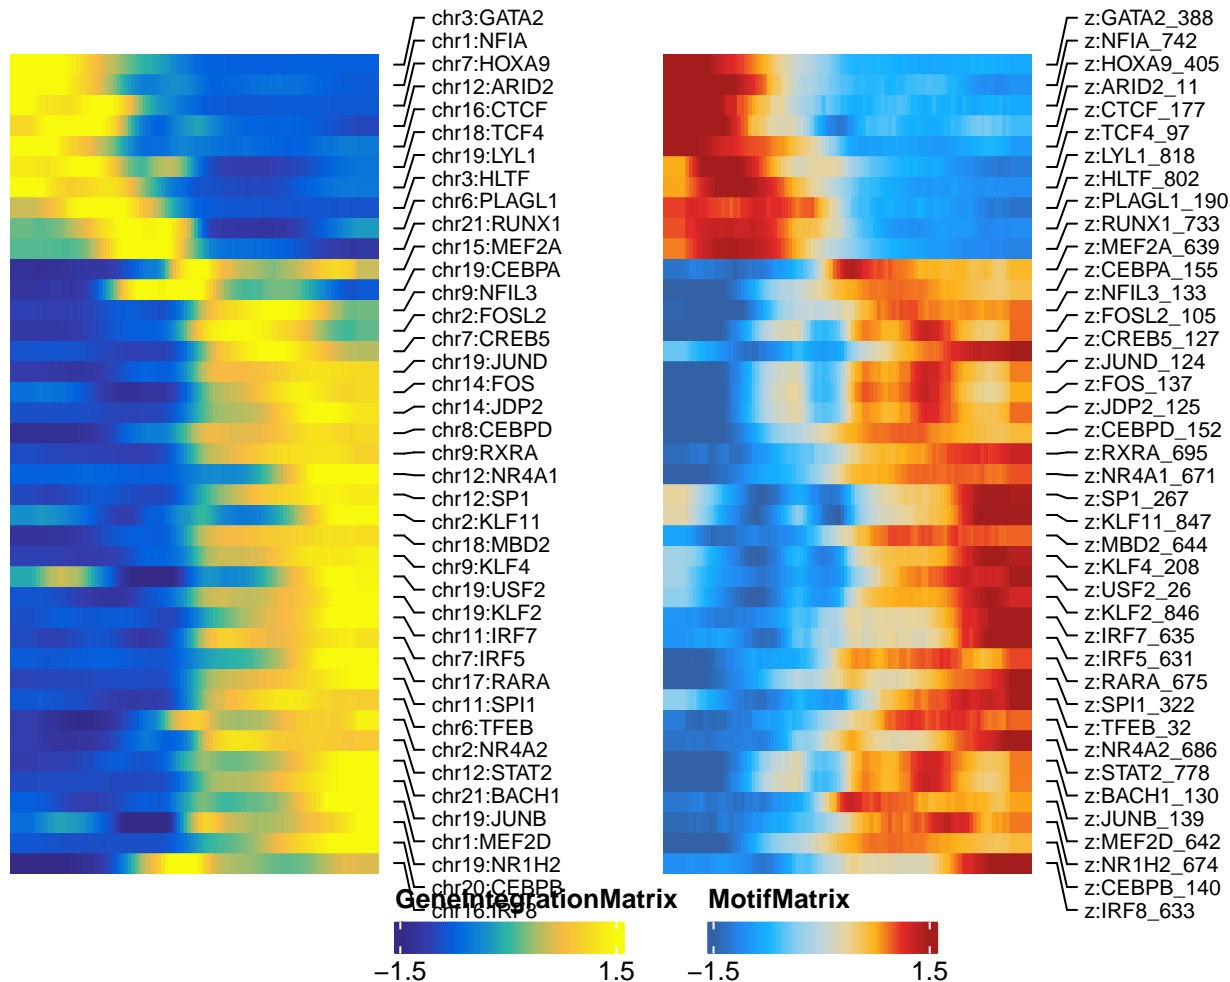 chr3:GATA2
chr1:NFIA
chr7:HOXA9
chr12:ARID2
chr16:CTCF
chr18:TCF4
chr19:LYL1
chr3:HLTF
chr6:PLAGL1
chr21:RUNX1
chr15:MEF2A
chr19:CEBPA
chr9:NFIL3
chr2:FOSL2
chr7:CREB5
chr19:JUND
chr14:FOS
chr14:JDP2
chr8:CEBPD
chr9:RXRA
chr12:NR4A1
chr12:SP1
chr2:KLF11
chr18:MBD2
chr9:KLF4
chr19:USF2
chr19:KLF2
chr11:IRF7
chr7:IRF5
chr17:RARA
chr11:SPI1
chr6:TFEB
chr2:NR4A2
chr12:STAT2
chr21:BACH1
chr19:JUNB
chr1:MEF2D
chr19:NR1H2
chr20:CEBPB
chr16:IRF8
z:GATA2_388
z:NFIA_742
z:HOXA9_405
z:ARID2_11
z:CTCF_177
z:TCF4_97
z:LYL1_818
z:HLTF_802
z:PLAGL1_190
z:RUNX1_733
z:MEF2A_639
z:CEBPA_155
z:NFIL3_133
z:FOSL2_105
z:CREB5_127
z:JUND_124
z:FOS_137
z:JDP2_125
z:CEBPD_152
z:RXRA_695
z:NR4A1_671
z:SP1_267
z:KLF11_847
z:MBD2_644
z:KLF4_208
z:USF2_26
z:KLF2_846
z:IRF7_635
z:IRF5_631
z:RARA_675
z:SPI1_322
z:TFEB_32
z:NR4A2_686
z:STAT2_778
z:BACH1_130
z:JUNB_139
z:MEF2D_642
z:NR1H2_674
z:CEBPB_140
z:IRF8_633
GeneIntegrationMatrix
−1.5 1.5
MotifMatrix
−1.5 1.5